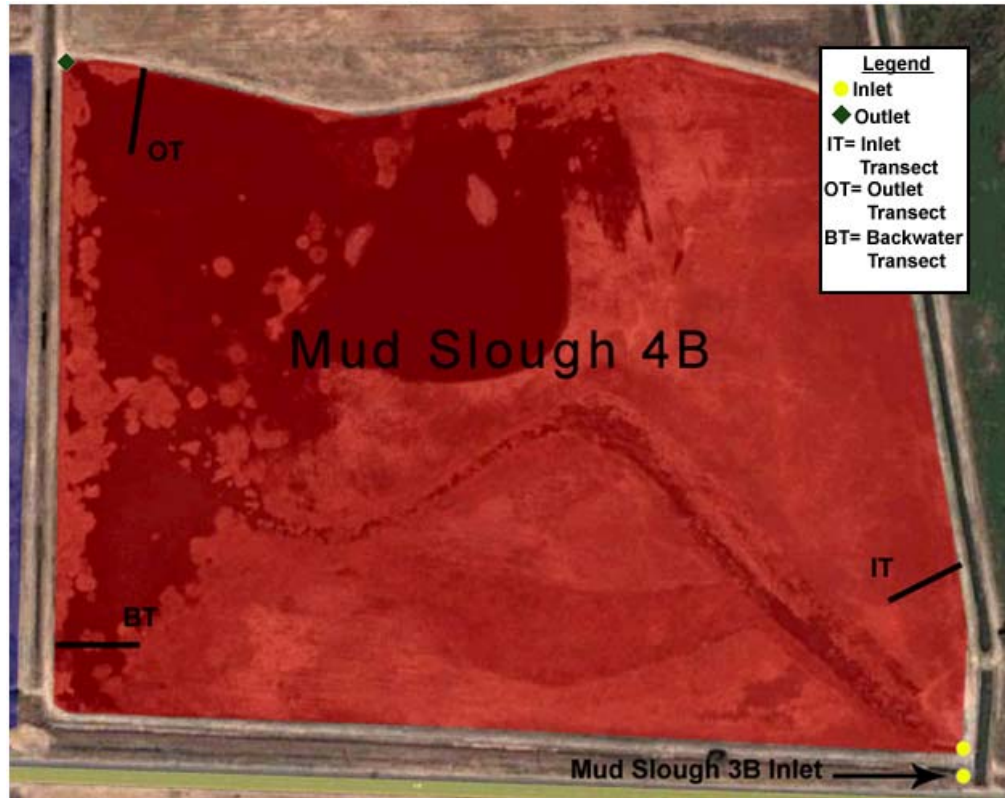 Legend
Inlet
Outlet
IT= Inlet
Transect
OT= Outlet
Transect
BT= Backwater
Transect
OT
Mud Slough 4B
IT
BT
Mud Slough 3B Inlet